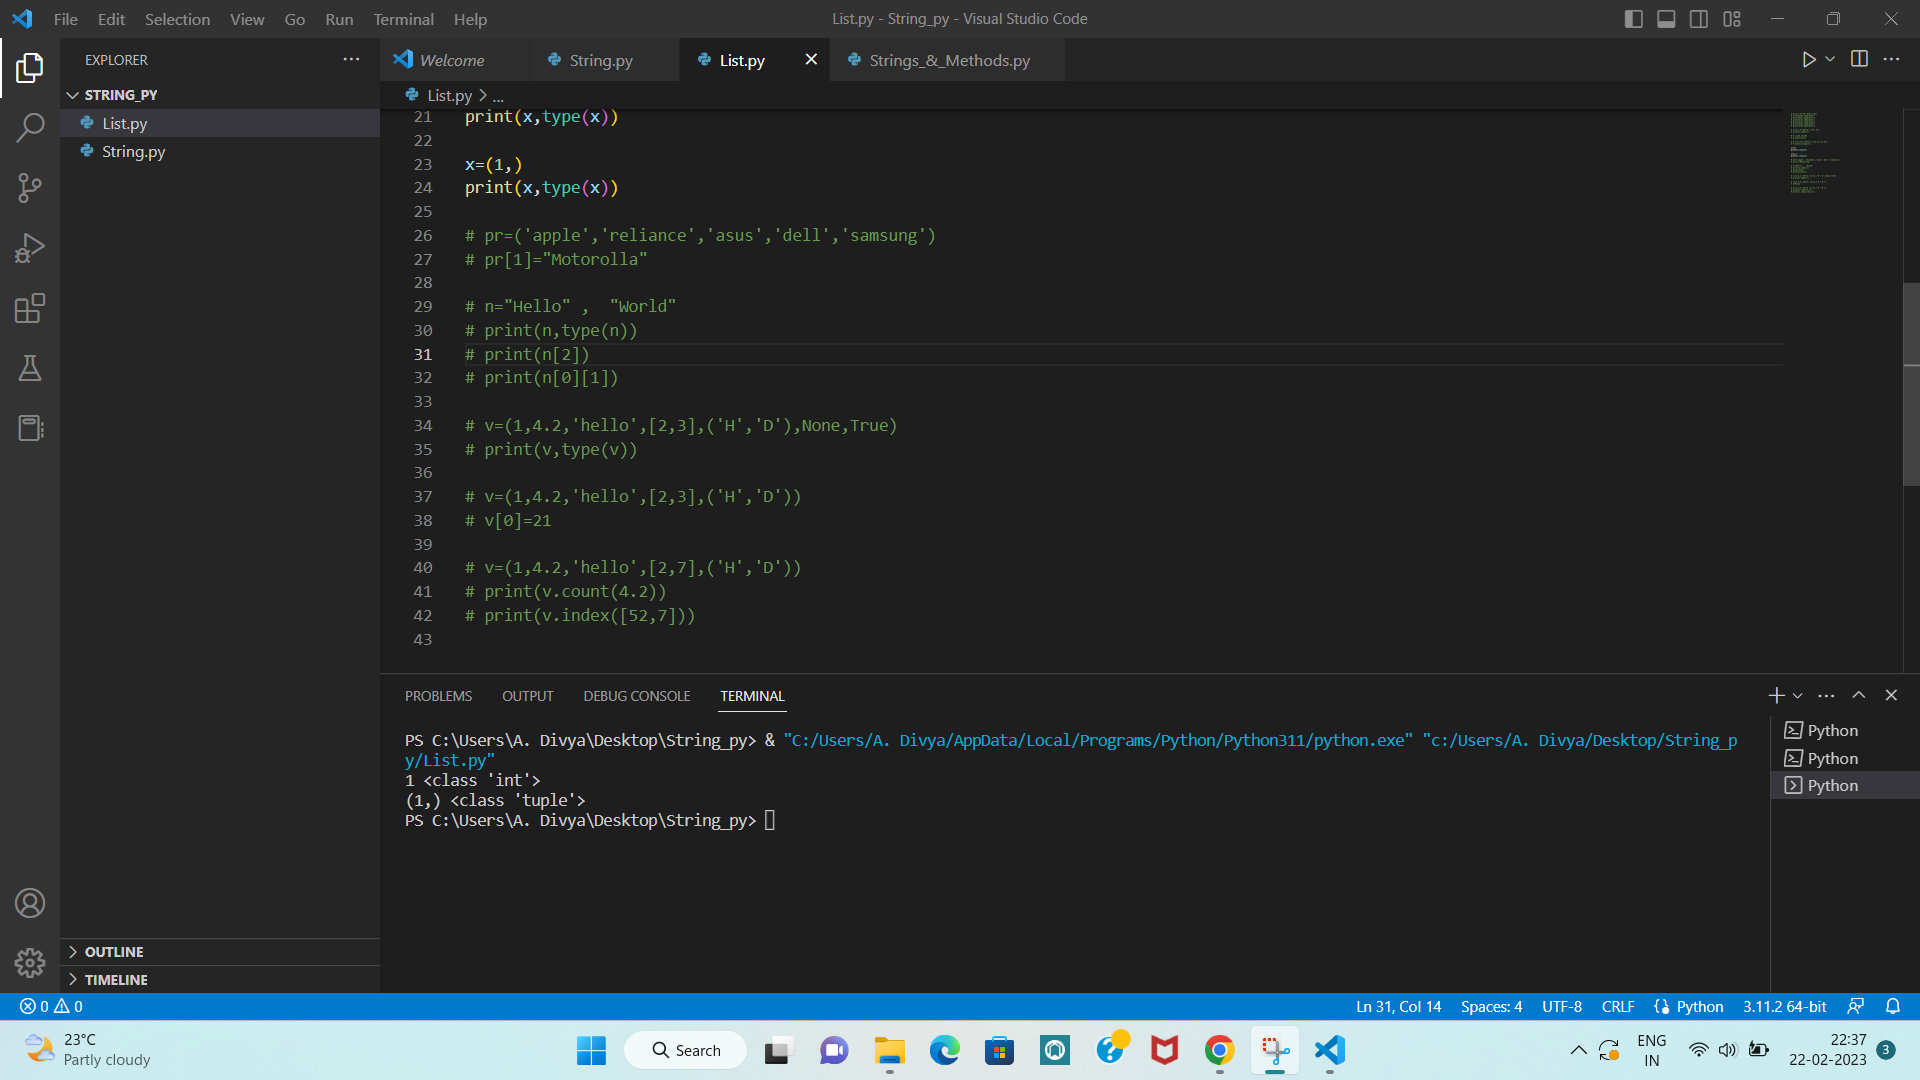 File Edit Selection View Go Run Terminal Help
List.py - String_py - Visual Studio Code
EXPLORER
STRING_PY
List.py
String.py
OUTLINE
TIMELINE
Welcome String.py List.py Strings_&_Methods.py
List.py > ...
21 print(x,type(x))
22
23 x=(1,)
24 print(x,type(x))
25
26 # pr=('apple','reliance','asus','dell','samsung')
27 # pr[1]="Motorolla"
28
29 # n="Hello" ,  "World"
30 # print(n,type(n))
31 # print(n[2])
32 # print(n[0][1])
33
34 # v=(1,4.2,'hello',[2,3],('H','D'),None,True)
35 # print(v,type(v))
36
37 # v=(1,4.2,'hello',[2,3],('H','D'))
38 # v[0]=21
39
40 # v=(1,4.2,'hello',[2,7],('H','D'))
41 # print(v.count(4.2))
42 # print(v.index([52,7]))
43
PROBLEMS OUTPUT DEBUG CONSOLE TERMINAL
PS C:\Users\A. Divya\Desktop\String_py> & "C:/Users/A. Divya/AppData/Local/Programs/Python/Python311/python.exe" "c:/Users/A. Divya/Desktop/String_p
y/List.py"
1 <class 'int'>
(1,) <class 'tuple'>
PS C:\Users\A. Divya\Desktop\String_py>
Python
Python
Python
0 0
Ln 31, Col 14 Spaces: 4 UTF-8 CRLF Python 3.11.2 64-bit
23°C
Partly cloudy
Search
ENG
IN
22:37
22-02-2023
3